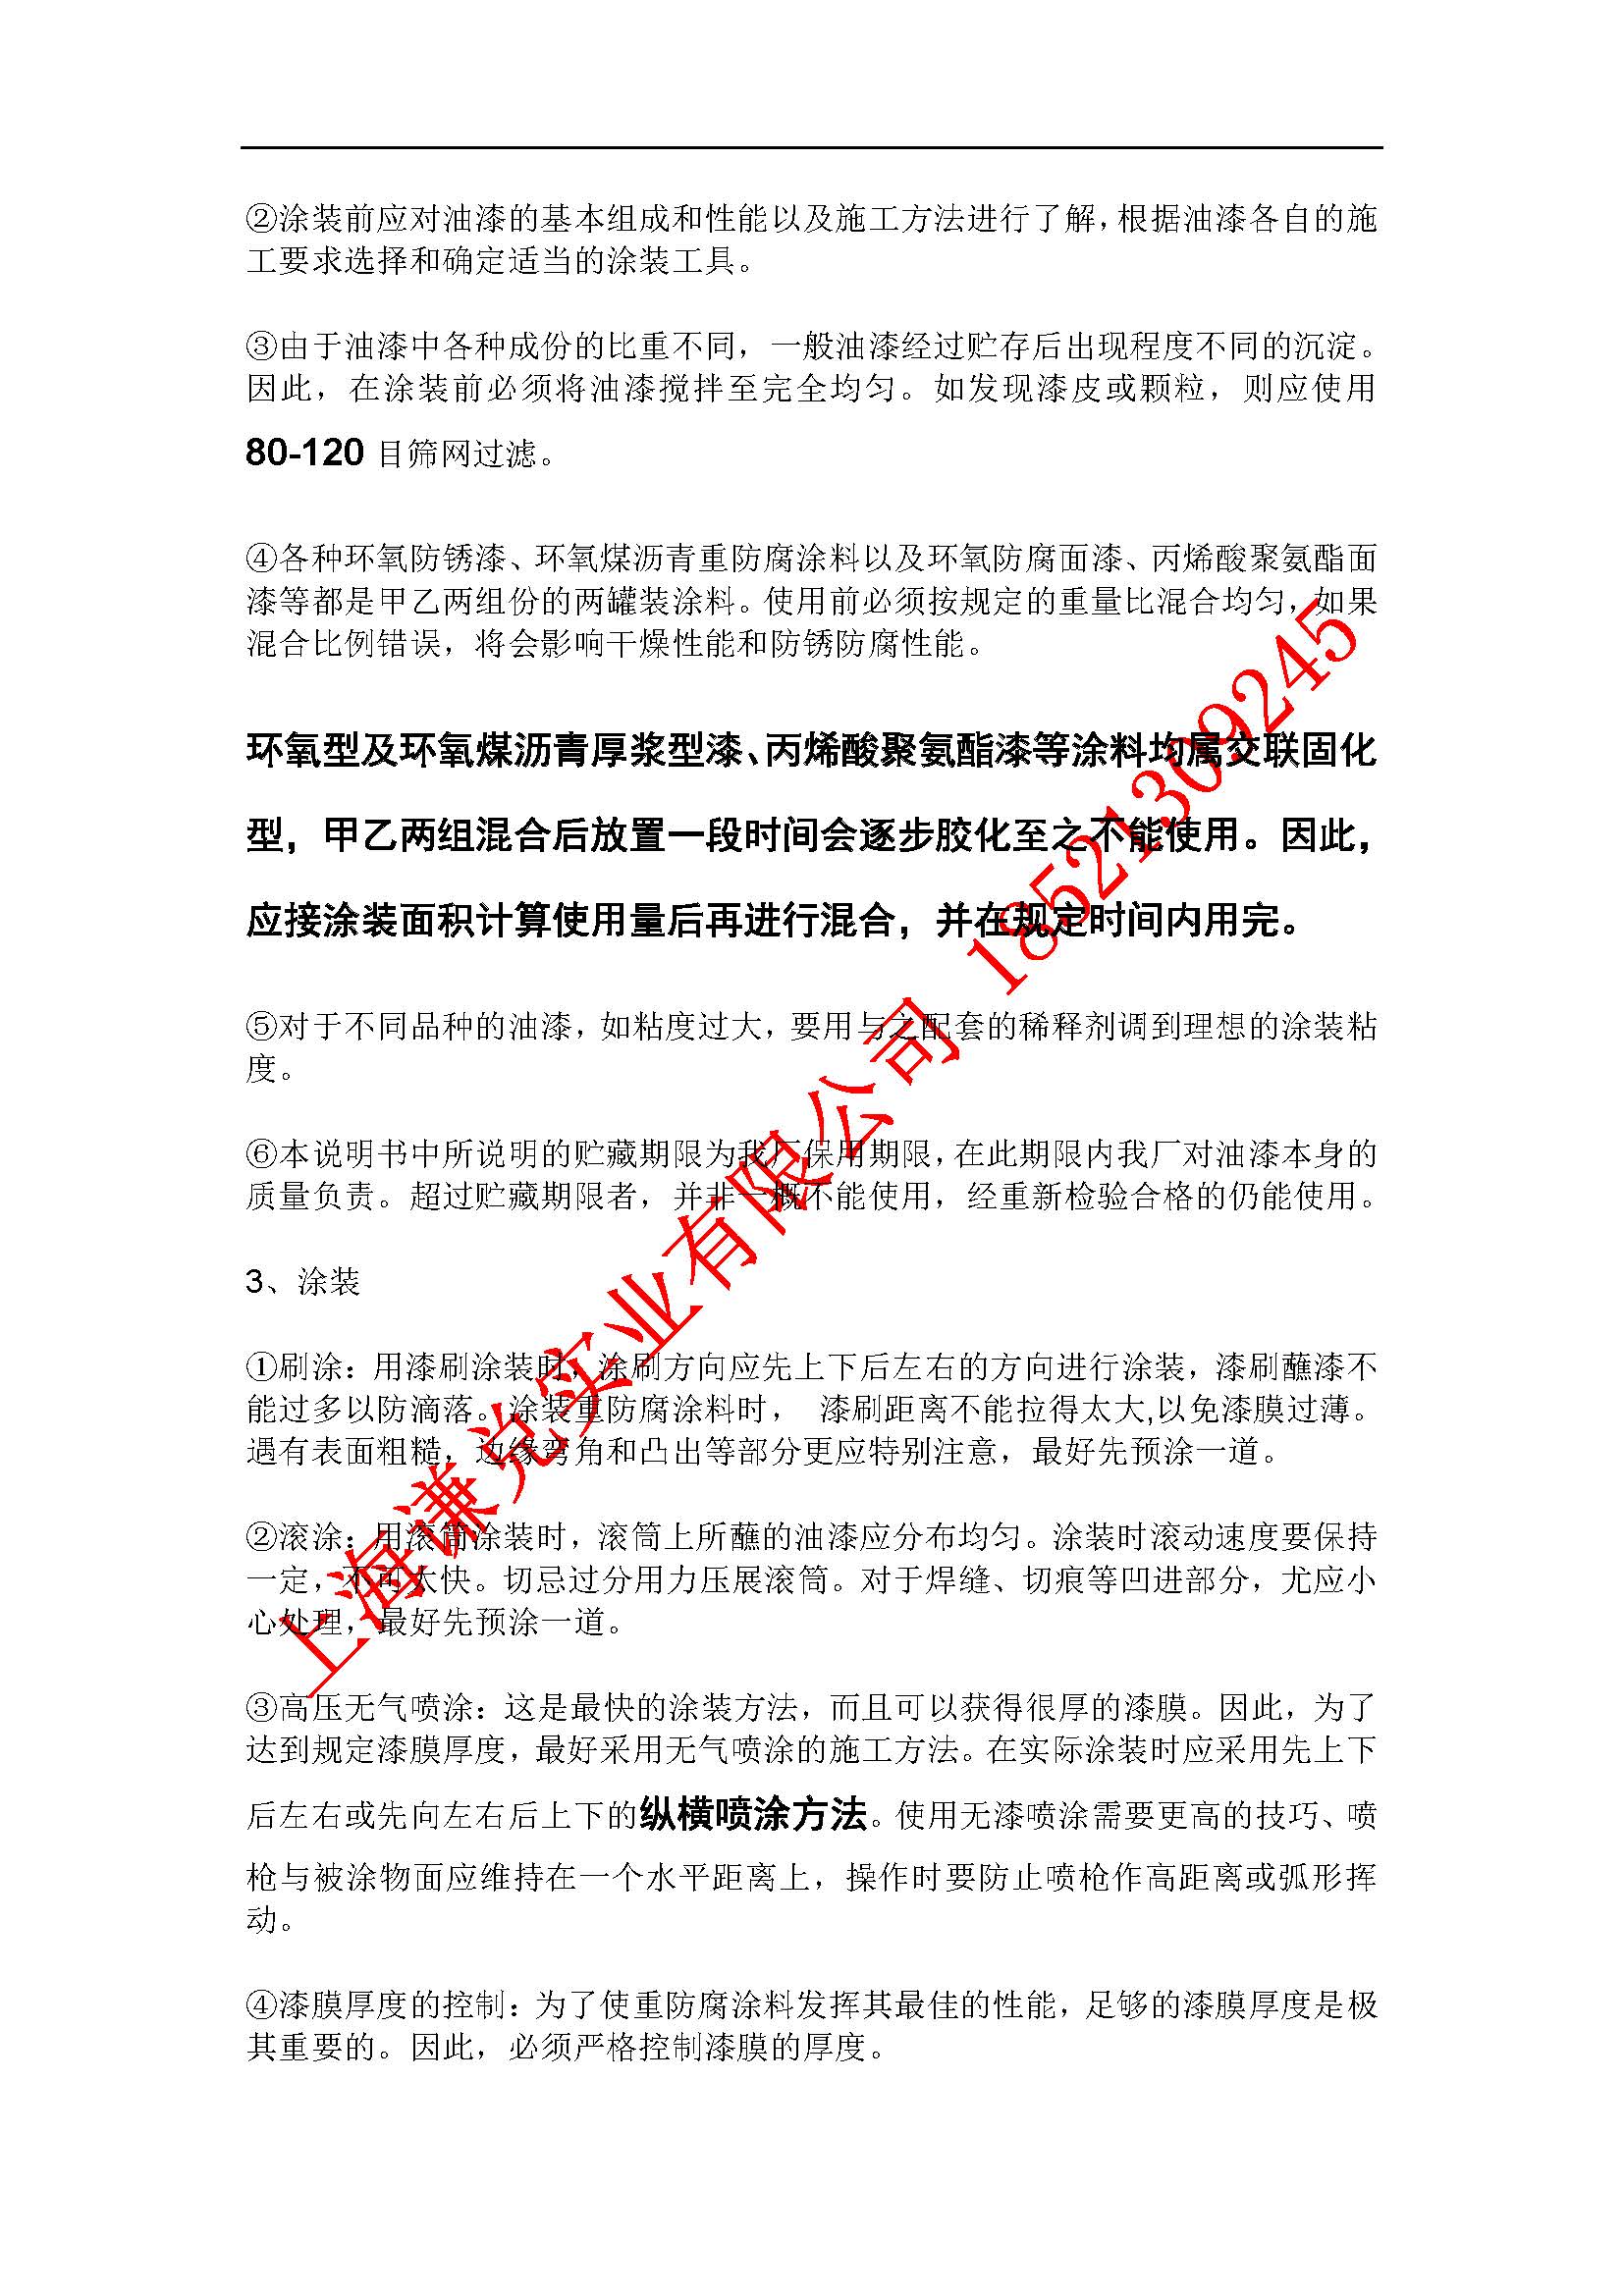 ②涂装前应对油漆的基本组成和性能以及施工方法进行了解，根据油漆各自的施
工要求选择和确定适当的涂装工具。
③由于油漆中各种成份的比重不同，一般油漆经过贮存后出现程度不同的沉淀。
因此，在涂装前必须将油漆搅拌至完全均匀。如发现漆皮或颗粒，则应使用
80-120 目筛网过滤。
④各种环氧防锈漆、环氧煤沥青重防腐涂料以及环氧防腐面漆、丙烯酸聚氨酯面
漆等都是甲乙两组份的两罐装涂料。使用前必须按规定的重量比混合均匀，如果
混合比例错误，将会影响干燥性能和防锈防腐性能。
环氧型及环氧煤沥青厚浆型漆、丙烯酸聚氨酯漆等涂料均属交联固化
型，甲乙两组混合后放置一段时间会逐步胶化至之不能使用。因此，
应接涂装面积计算使用量后再进行混合，并在规定时间内用完。
⑤对于不同品种的油漆，如粘度过大，要用与之配套的稀释剂调到理想的涂装粘
度。
⑥本说明书中所说明的贮藏期限为我厂保用期限，在此期限内我厂对油漆本身的
质量负责。超过贮藏期限者，并非一概不能使用，经重新检验合格的仍能使用。
3、涂装
①刷涂：用漆刷涂装时，涂刷方向应先上下后左右的方向进行涂装，漆刷蘸漆不
能过多以防滴落。涂装重防腐涂料时， 漆刷距离不能拉得太大,以免漆膜过薄。
遇有表面粗糙，边缘弯角和凸出等部分更应特别注意，最好先预涂一道。
②滚涂：用滚筒涂装时，滚筒上所蘸的油漆应分布均匀。涂装时滚动速度要保持
一定，不可太快。切忌过分用力压展滚筒。对于焊缝、切痕等凹进部分，尤应小
心处理，最好先预涂一道。
③高压无气喷涂：这是最快的涂装方法，而且可以获得很厚的漆膜。因此，为了
达到规定漆膜厚度，最好采用无气喷涂的施工方法。在实际涂装时应采用先上下
后左右或先向左右后上下的纵横喷涂方法。使用无漆喷涂需要更高的技巧、喷
枪与被涂物面应维持在一个水平距离上，操作时要防止喷枪作高距离或弧形挥
动。
④漆膜厚度的控制：为了使重防腐涂料发挥其最佳的性能，足够的漆膜厚度是极
其重要的。因此，必须严格控制漆膜的厚度。
上海谦兑实业有限公司 18521309245